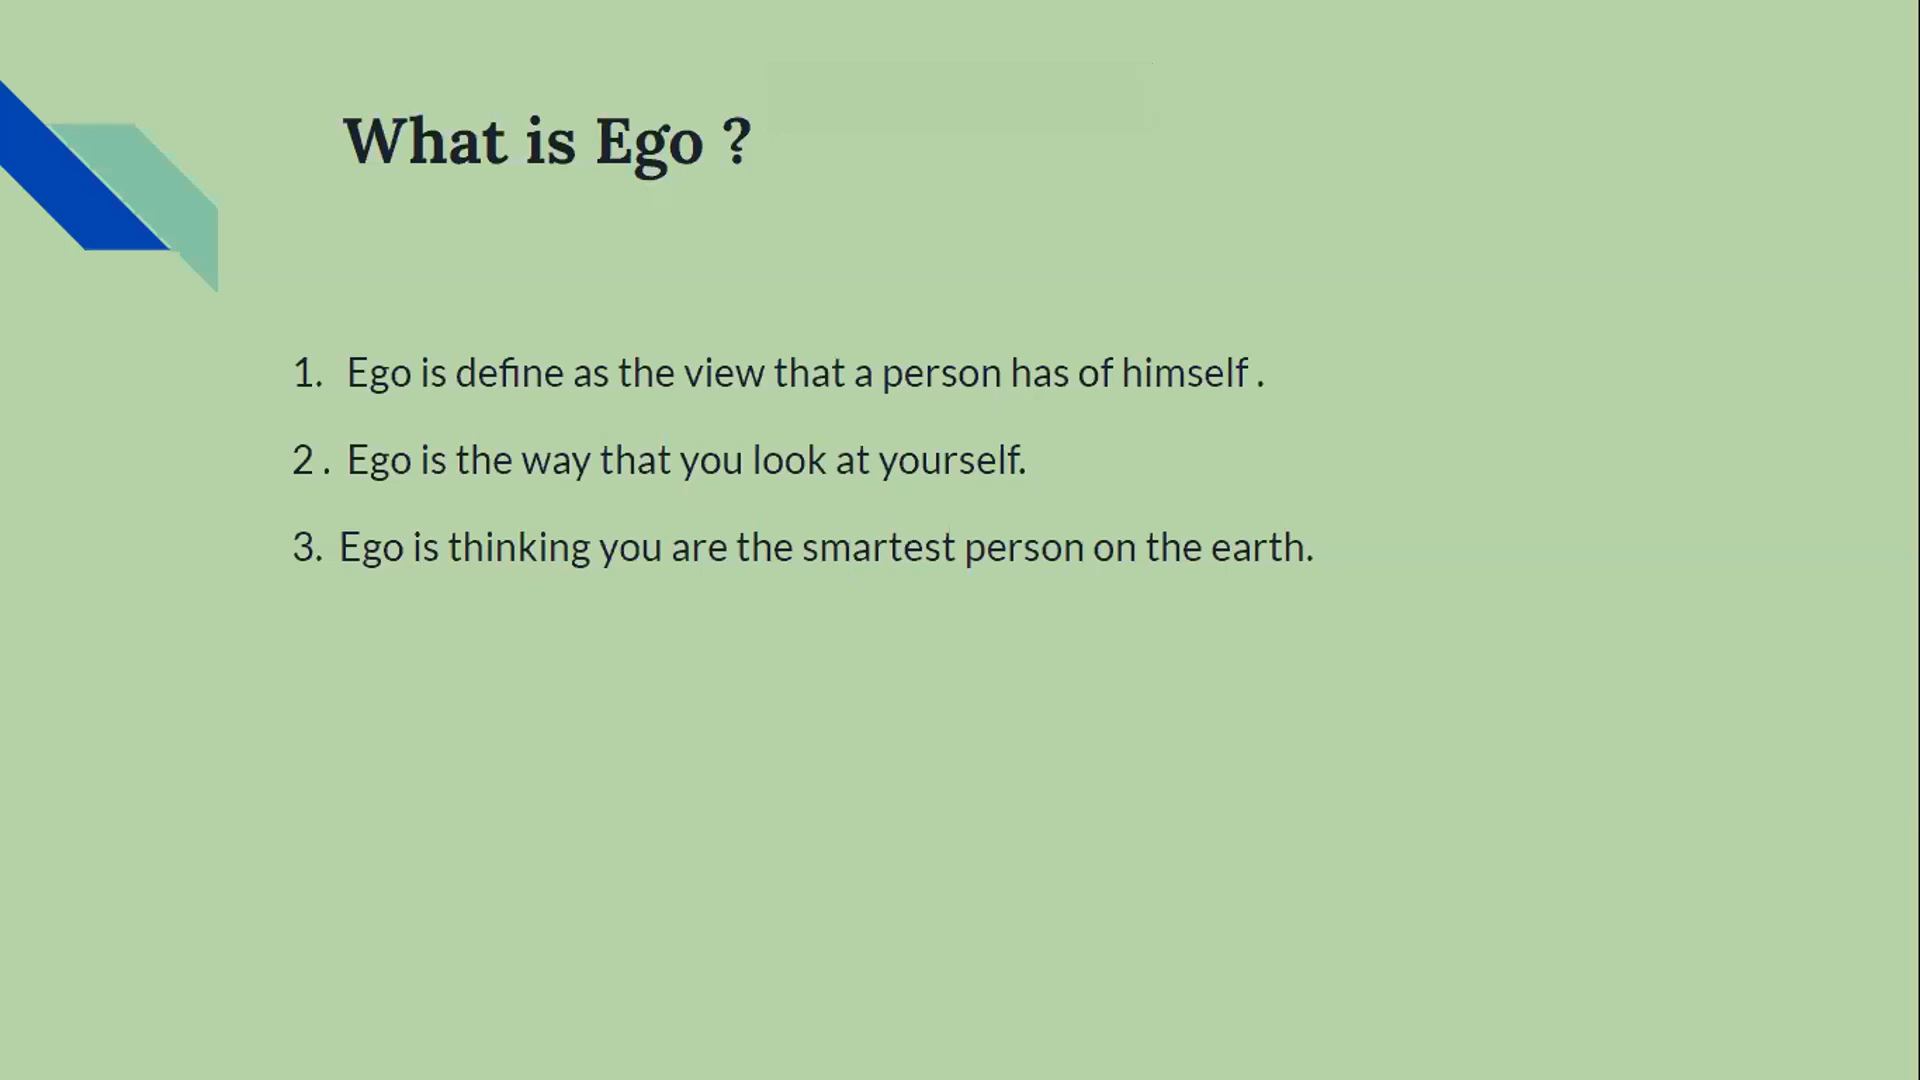 What is Ego ?
1. Ego is define as the view that a person has of himself .
2 . Ego is the way that you look at yourself.
3. Ego is thinking you are the smartest person on the earth.